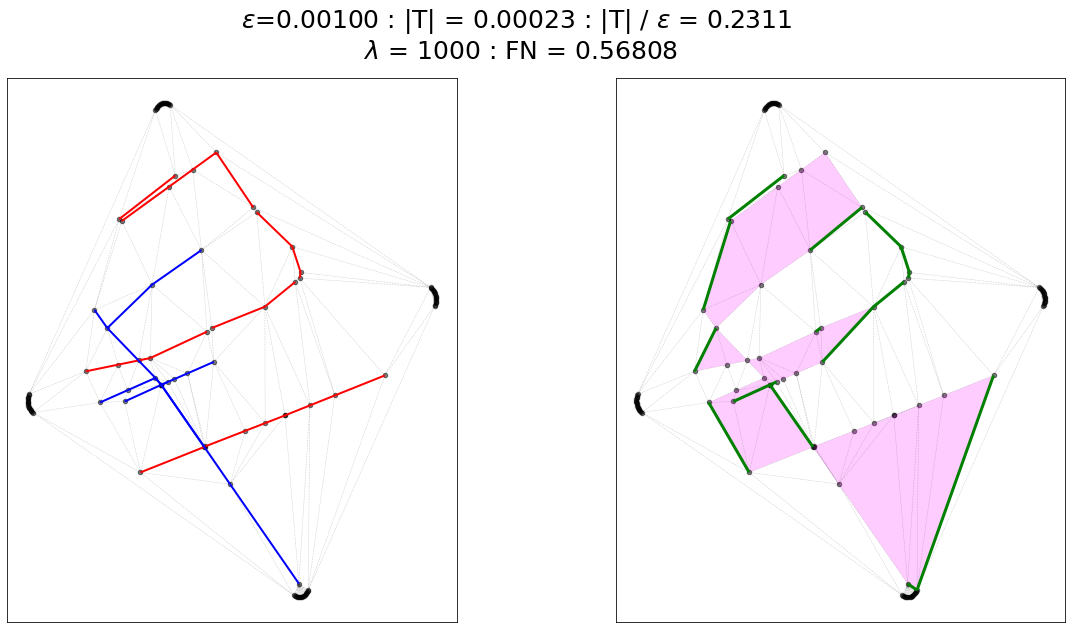 ε=0.00100 : |T| = 0.00023 : |T| / ε = 0.2311
λ = 1000 : FN = 0.56808